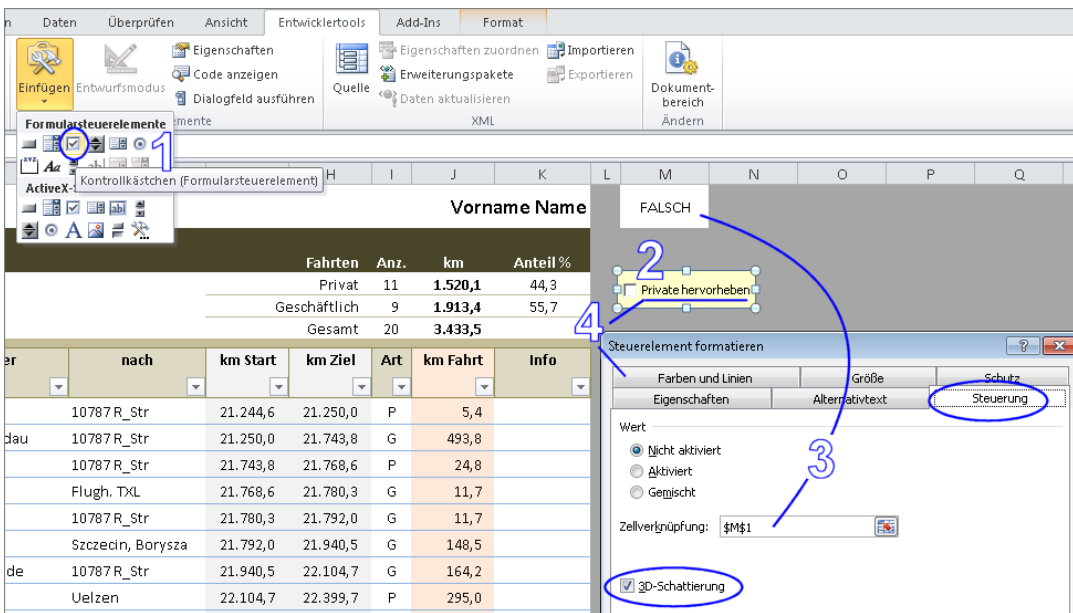 n Daten Überprüfen Ansicht Entwicklertools Add-Ins Format
Einfügen
Entwurfsmodus
Eigenschaften
Code anzeigen
Dialogfeld ausführen
Quelle
Eigenschaften zuordnen
Erweiterungspakete
Daten aktualisieren
Importieren
Exportieren
XML
Dokument-
bereich
Ändern
Formularsteuerelemente
emente
1
XYZ
Aa
ab|
Kontrollkästchen (Formularsteuerelement)
ActiveX-
ab|
A
H I J K L M N O P Q
Vorname Name
FALSCH
Fahrten Anz. km Anteil %
Privat 11 1.520,1 44,3
Geschäftlich 9 1.913,4 55,7
Gesamt 20 3.433,5
2
Private hervorheben
4
er nach km Start km Ziel Art km Fahrt Info
10787 R_Str 21.244,6 21.250,0 P 5,4
dau 10787 R_Str 21.250,0 21.743,8 G 493,8
10787 R_Str 21.743,8 21.768,6 P 24,8
Flugh. TXL 21.768,6 21.780,3 G 11,7
10787 R_Str 21.780,3 21.792,0 G 11,7
Szczecin, Borysza 21.792,0 21.940,5 G 148,5
de 10787 R_Str 21.940,5 22.104,7 G 164,2
Uelzen 22.104,7 22.399,7 P 295,0
Steuerelement formatieren
Farben und Linien Größe Schutz
Eigenschaften Alternativtext Steuerung
Wert
Nicht aktiviert
Aktiviert
Gemischt
3
Zellverknüpfung: $M$1
3D-Schattierung